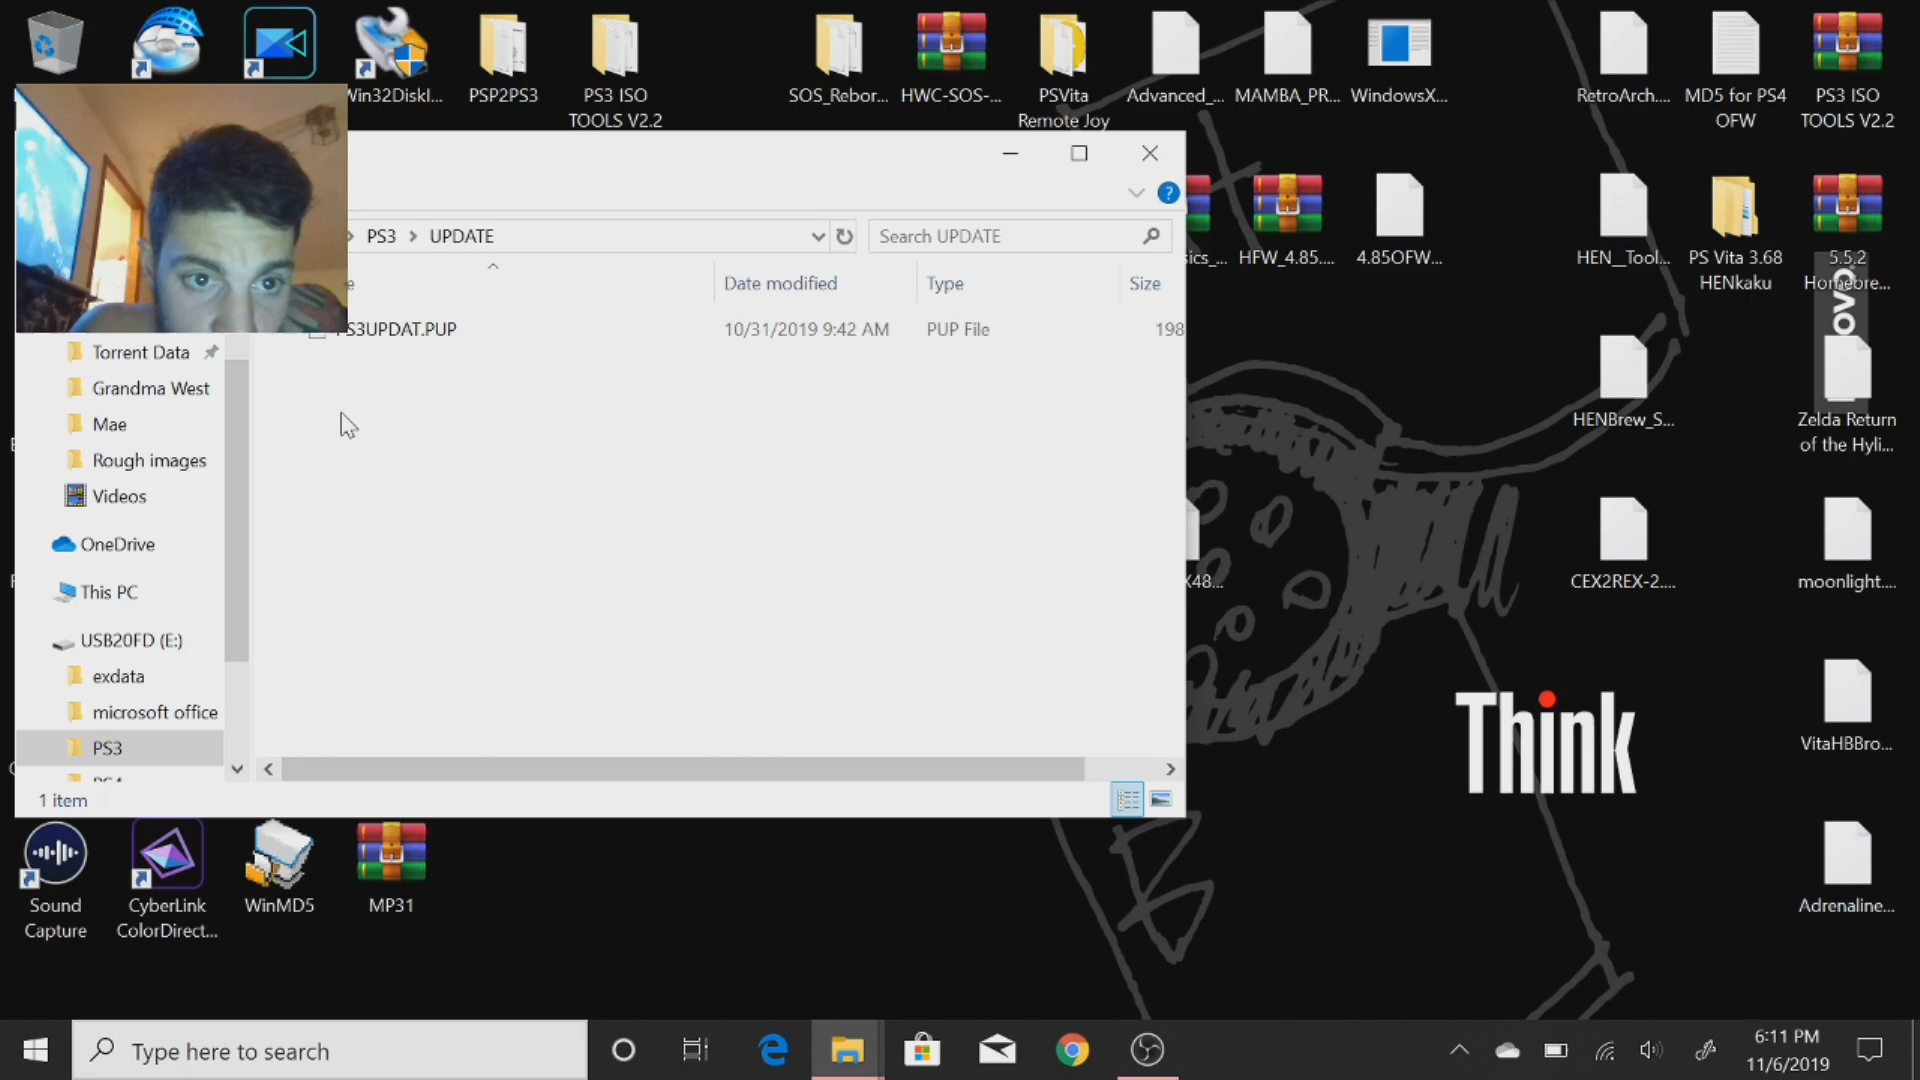 Win32DiskI...
PSP2PS3
PS3 ISO
TOOLS V2.2
SOS_Rebor...
HWC-SOS-...
PSVita
Remote Joy
Advanced_...
MAMBA_PR...
WindowsX...
RetroArch....
MD5 for PS4
OFW
PS3 ISO
TOOLS V2.2
PS3 > UPDATE
Search UPDATE
Date modified
Type
Size
PS3UPDAT.PUP
10/31/2019 9:42 AM
PUP File
198
Torrent Data
Grandma West
Mae
Rough images
Videos
OneDrive
This PC
USB20FD (E:)
exdata
microsoft office
PS3
PS4
1 item
sics_...
HFW_4.85....
4.85OFW...
HEN__Tool...
PS Vita 3.68
HENkaku
5.5.2
Homebre...
HENBrew_S...
Zelda Return
of the Hyli...
X48...
CEX2REX-2....
moonlight....
VitaHBBro...
Think
Adrenaline...
Sound
Capture
CyberLink
ColorDirect...
WinMD5
MP31
Type here to search
6:11 PM
11/6/2019